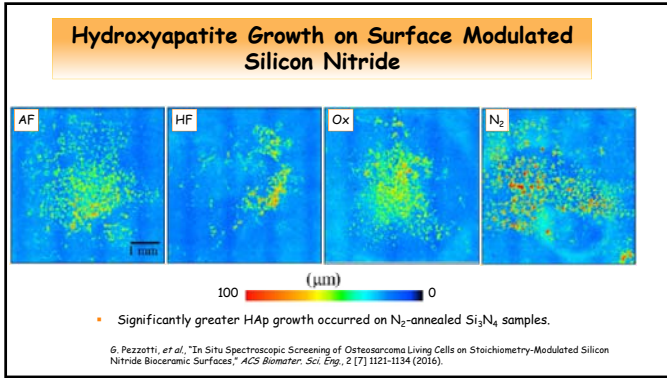 Hydroxyapatite Growth on Surface Modulated
Silicon Nitride
AF
HF
Ox
N₂
1 mm
(μm)
100
0
▪ Significantly greater HAp growth occurred on N₂-annealed Si₃N₄ samples.
G. Pezzotti, et al., "In Situ Spectroscopic Screening of Osteosarcoma Living Cells on Stoichiometry-Modulated Silicon
Nitride Bioceramic Surfaces," ACS Biomater. Sci. Eng., 2 [7] 1121–1134 (2016).